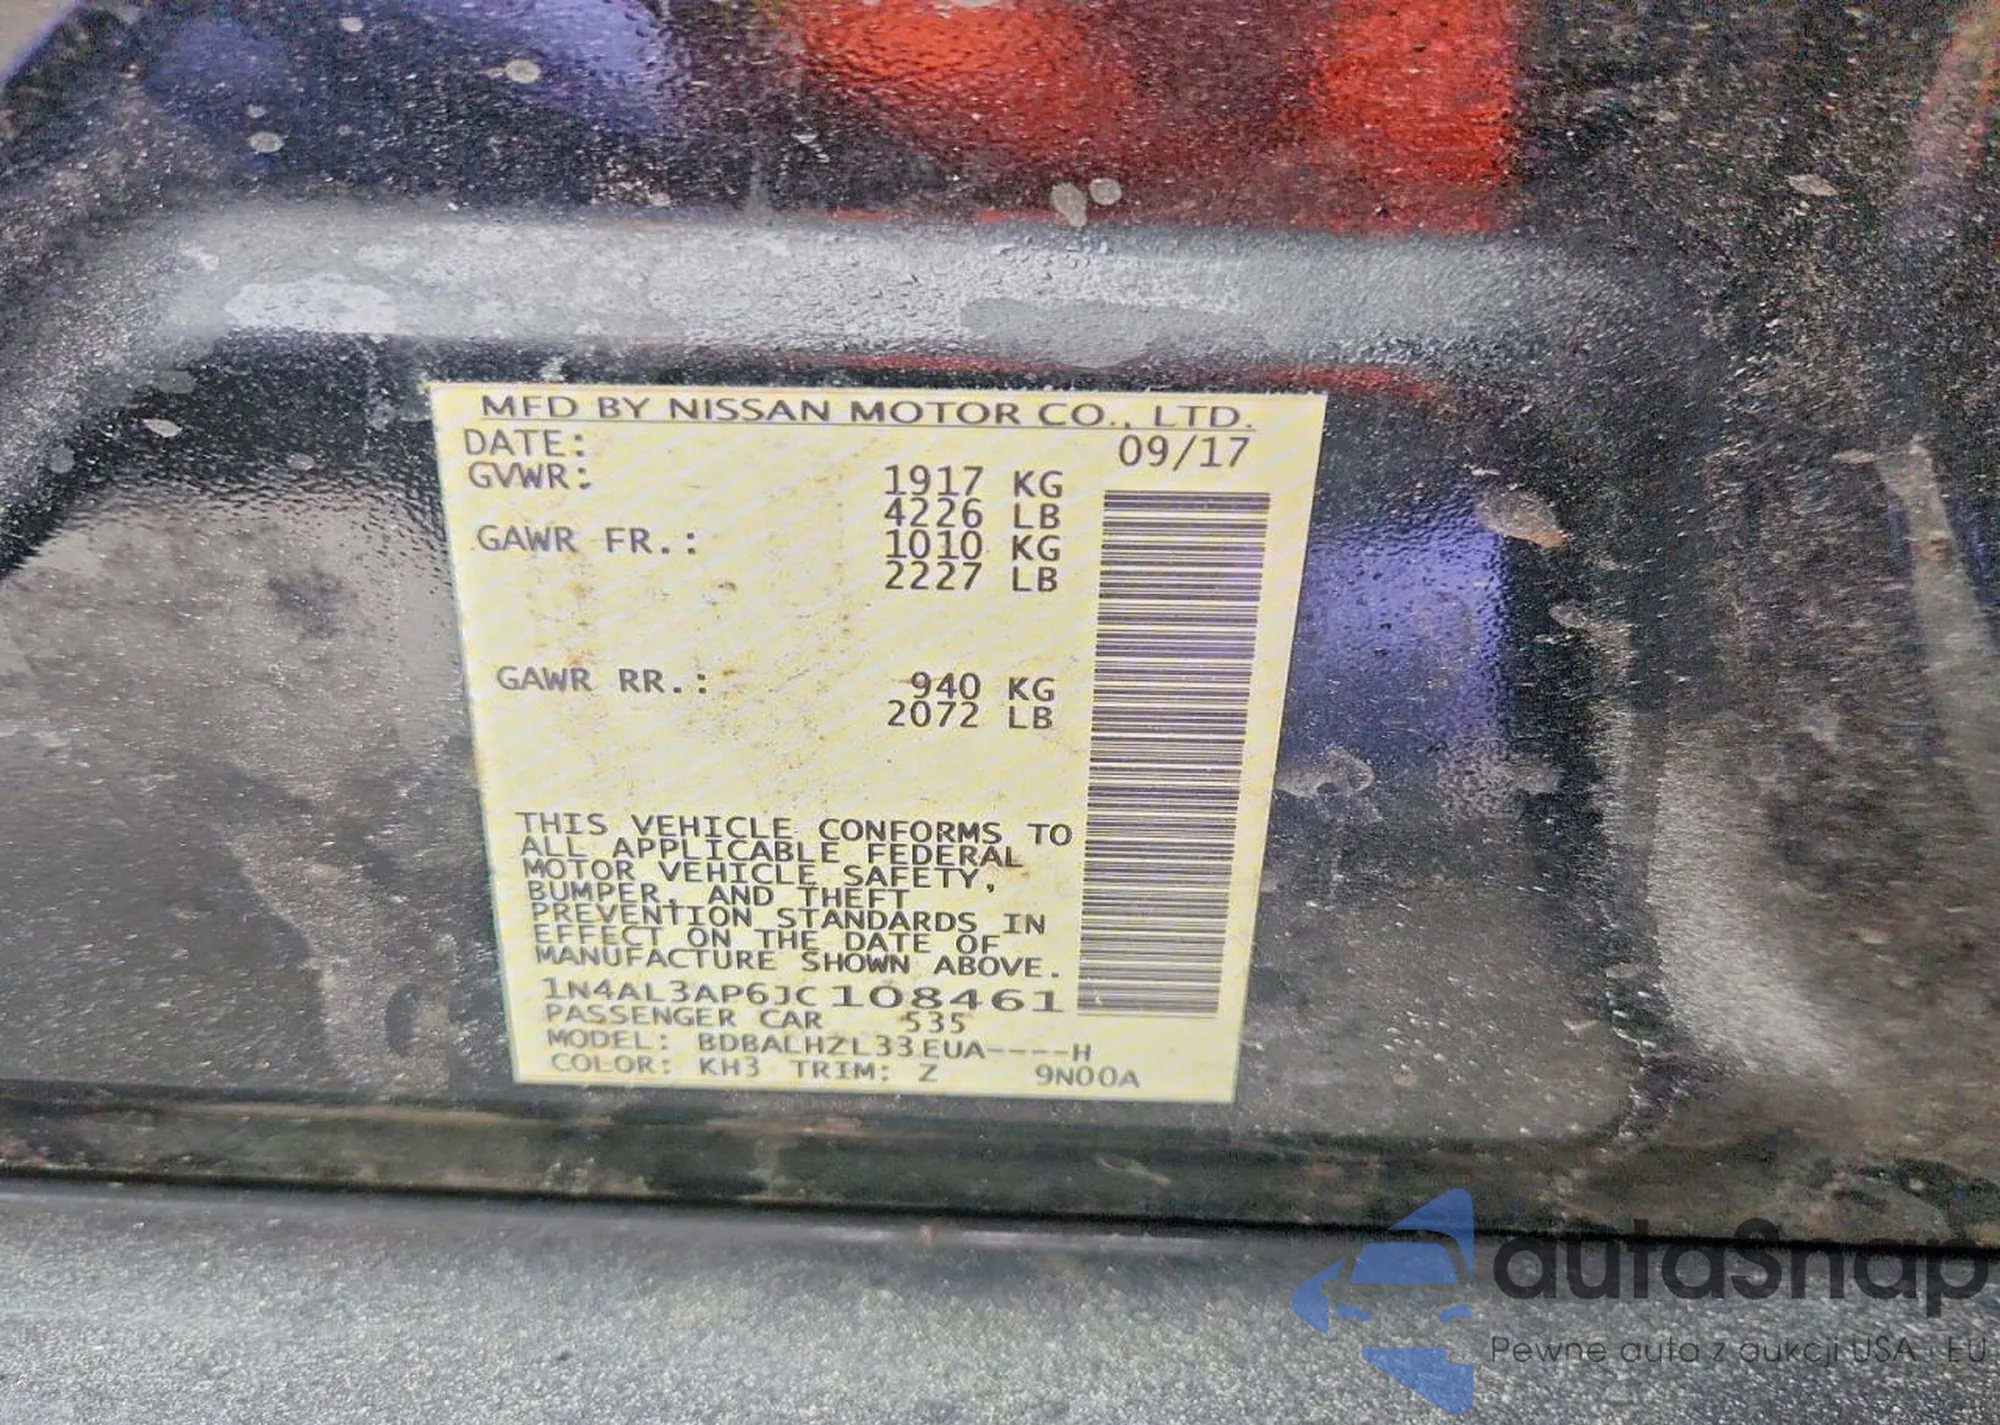 MFD BY NISSAN MOTOR CO., LTD.
DATE: 09/17
GVWR: 1917 KG
4226 LB
GAWR FR.: 1010 KG
2227 LB
GAWR RR.: 940 KG
2072 LB
THIS VEHICLE CONFORMS TO
ALL APPLICABLE FEDERAL
MOTOR VEHICLE SAFETY,
BUMPER, AND THEFT
PREVENTION STANDARDS IN
EFFECT ON THE DATE OF
MANUFACTURE SHOWN ABOVE.
1N4AL3AP6JC108461
PASSENGER CAR 535
MODEL: BDBALHZL33EUA----H
COLOR: KH3 TRIM: Z 9N00A
autoSnap
Pewne auta z aukcji USA i EU